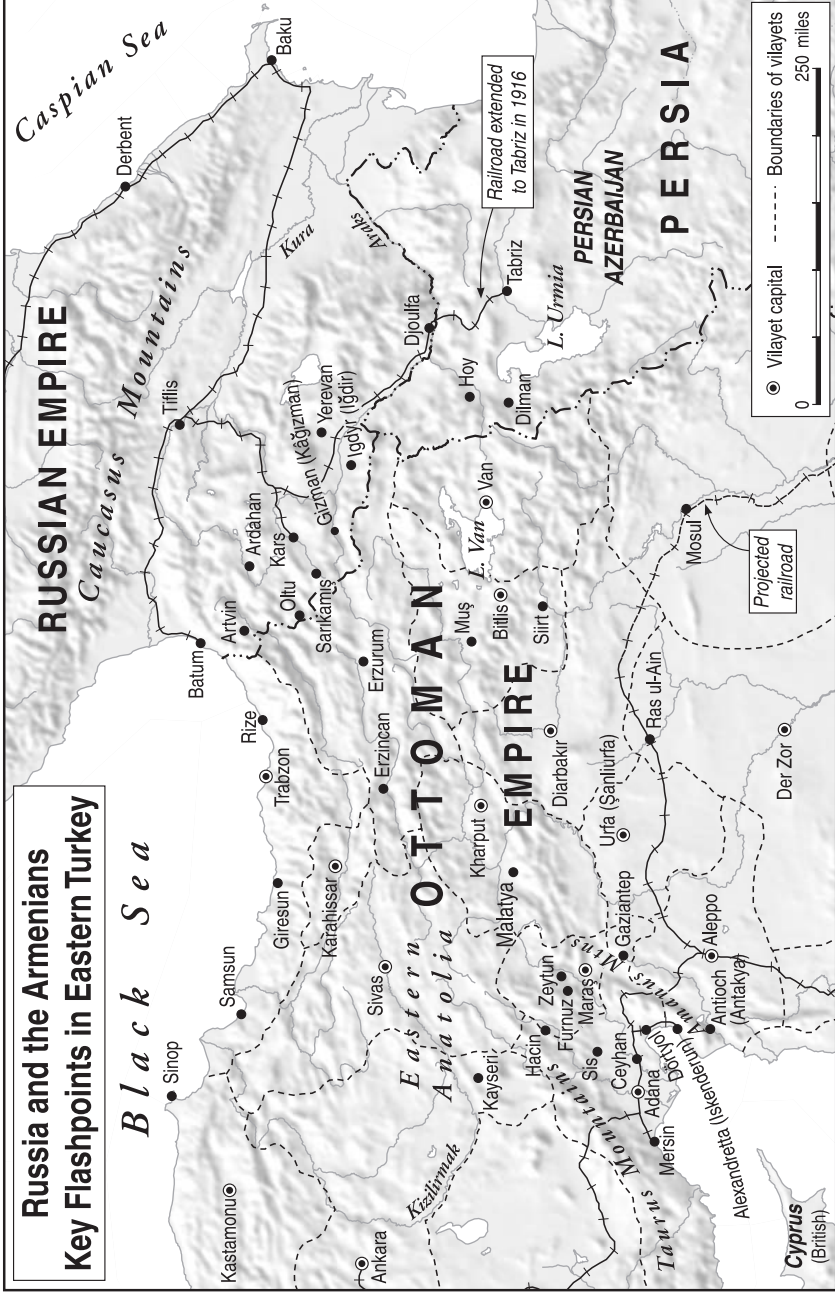 Russia and the Armenians
Key Flashpoints in Eastern Turkey
Caspian Sea
RUSSIAN EMPIRE
Caucasus Mountains
Black Sea
Derbent
Baku
Tiflis
Kura
Araks
Batum
Artvin
Ardahan
Kars
Oltu
Sarıkamış
Gizman (Kâğızman)
Yerevan
Igdyr (Iğdır)
Djoulfa
Railroad extended
to Tabriz in 1916
Tabriz
PERSIAN
AZERBAIJAN
PERSIA
L. Urmia
Hoy
Dilman
Sinop
Samsun
Giresun
Trabzon
Rize
Kastamonu
Karahissar
Erzincan
Erzurum
Ankara
Sivas
Eastern
Anatolia
OTTOMAN
EMPIRE
Kızılırmak
Kayseri
Malatya
Kharput
Muş
L. Van
Van
Bitlis
Siirt
Diarbakır
Hacin
Zeytun
Furnuz
Maraş
Sis
Gaziantep
Urfa (Şanlıurfa)
Ras ul-Ain
Mosul
Projected
railroad
Taurus Mountains
Amanus Mtns
Ceyhan
Adana
Mersin
Dörtyol
Alexandretta (Iskenderun)
Antioch
(Antakya)
Aleppo
Der Zor
Cyprus
(British)
Vilayet capital
Boundaries of vilayets
0
250 miles